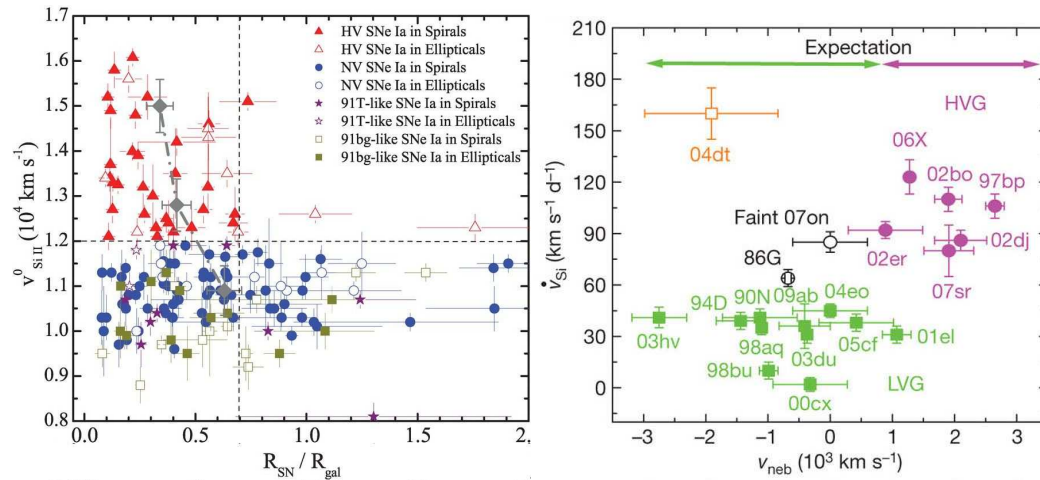 1.7
1.6
1.5
1.4
1.3
1.2
1.1
1.0
0.9
0.8
v⁰Si II (10⁴ km s⁻¹)
HV SNe Ia in Spirals
HV SNe Ia in Ellipticals
NV SNe Ia in Spirals
NV SNe Ia in Ellipticals
91T-like SNe Ia in Spirals
91T-like SNe Ia in Ellipticals
91bg-like SNe Ia in Spirals
91bg-like SNe Ia in Ellipticals
0.0 0.5 1.0 1.5 2.
R_SN / R_gal
210
180
150
120
90
60
30
0
v̇Si (km s⁻¹ d⁻¹)
Expectation
HVG
04dt
06X
02bo
97bp
Faint 07on
02dj
86G
02er
07sr
94D
90N
09ab
04eo
03hv
98aq
03du
05cf
01el
98bu
LVG
00cx
−3 −2 −1 0 1 2 3
v_neb (10³ km s⁻¹)